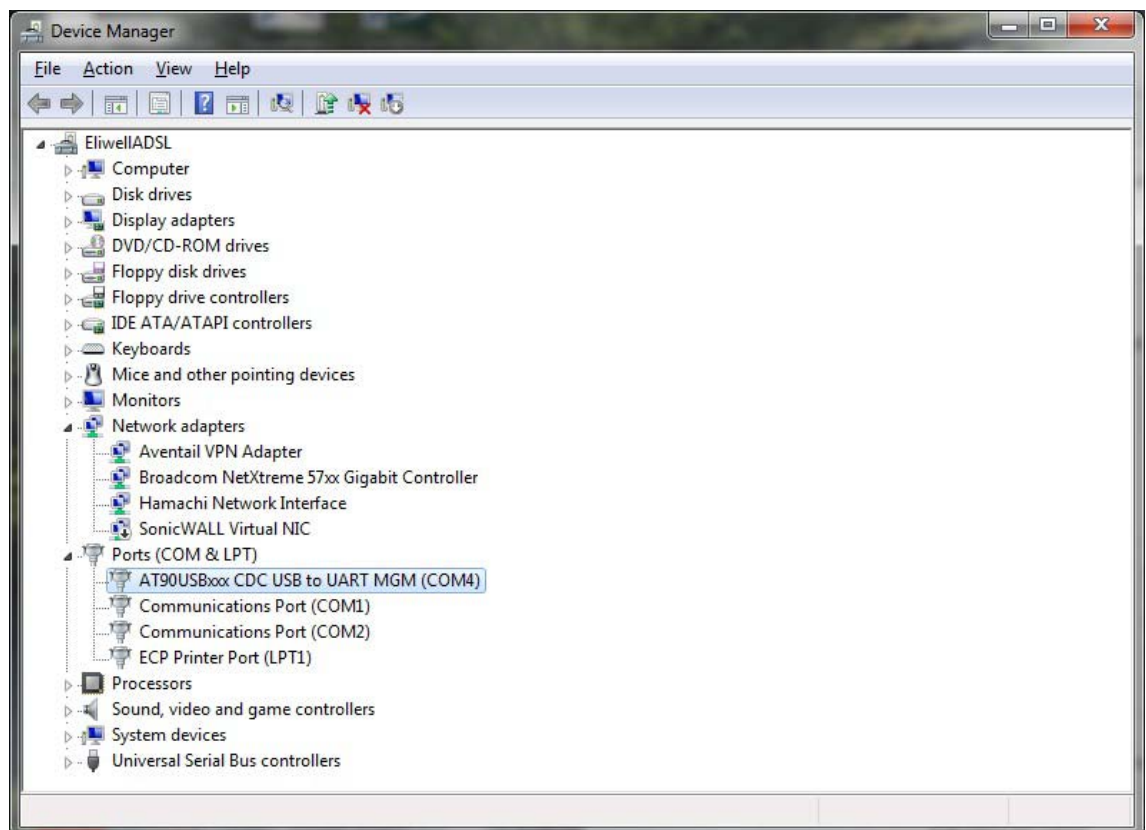 Device Manager
File Action View Help
EliwellADSL
Computer
Disk drives
Display adapters
DVD/CD-ROM drives
Floppy disk drives
Floppy drive controllers
IDE ATA/ATAPI controllers
Keyboards
Mice and other pointing devices
Monitors
Network adapters
Aventail VPN Adapter
Broadcom NetXtreme 57xx Gigabit Controller
Hamachi Network Interface
SonicWALL Virtual NIC
Ports (COM & LPT)
AT90USBxxx CDC USB to UART MGM (COM4)
Communications Port (COM1)
Communications Port (COM2)
ECP Printer Port (LPT1)
Processors
Sound, video and game controllers
System devices
Universal Serial Bus controllers